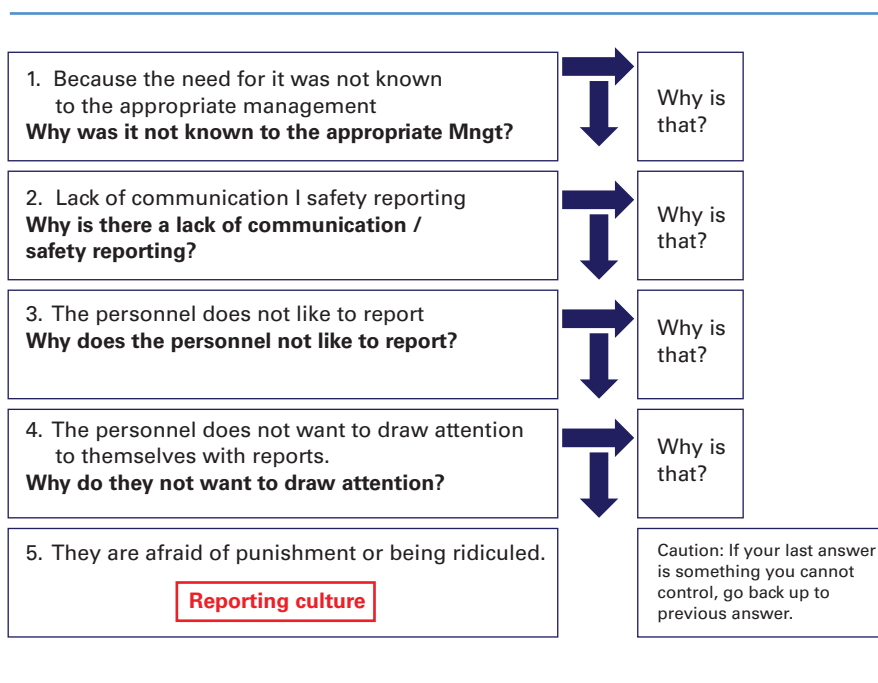 1. Because the need for it was not known
to the appropriate management
Why was it not known to the appropriate Mngt?
Why is
that?
2. Lack of communication I safety reporting
Why is there a lack of communication /
safety reporting?
Why is
that?
3. The personnel does not like to report
Why does the personnel not like to report?
Why is
that?
4. The personnel does not want to draw attention
to themselves with reports.
Why do they not want to draw attention?
Why is
that?
5. They are afraid of punishment or being ridiculed.
Reporting culture
Caution: If your last answer
is something you cannot
control, go back up to
previous answer.